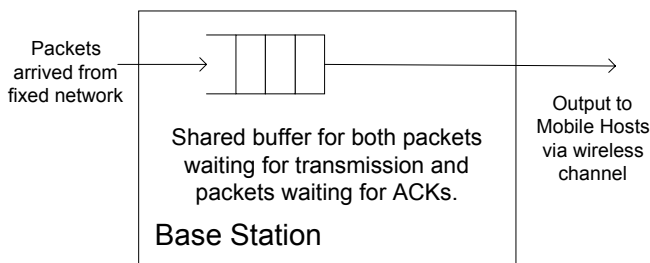 Packets
arrived from
fixed network
Shared buffer for both packets
waiting for transmission and
packets waiting for ACKs.
Base Station
Output to
Mobile Hosts
via wireless
channel